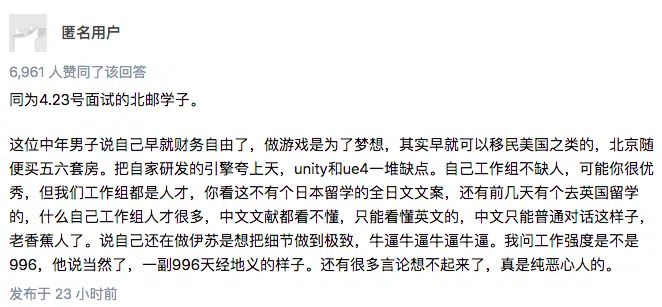 匿名用户
6,961 人赞同了该回答
同为4.23号面试的北邮学子。
这位中年男子说自己早就财务自由了，做游戏是为了梦想，其实早就可以移民美国之类的，北京随
便买五六套房。把自家研发的引擎夸上天，unity和ue4一堆缺点。自己工作组不缺人，可能你很优
秀，但我们工作组都是人才，你看这不有个日本留学的全日文文案，还有前几天有个去英国留学
的，什么自己工作组人才很多，中文文献都看不懂，只能看懂英文的，中文只能普通对话这样子，
老香蕉人了。说自己还在做伊苏是想把细节做到极致，牛逼牛逼牛逼牛逼。我问工作强度是不是
996，他说当然了，一副996天经地义的样子。还有很多言论想不起来了，真是纯恶心人的。
发布于 23 小时前